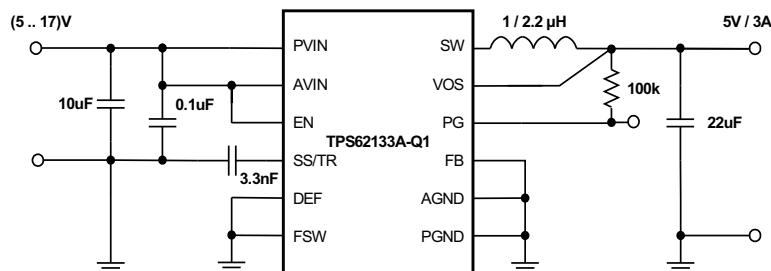 (5 .. 17)V
1 / 2.2 µH
5V / 3A
PVIN
SW
AVIN
VOS
10uF
0.1uF
100k
EN
PG
22uF
TPS62133A-Q1
SS/TR
FB
3.3nF
DEF
AGND
FSW
PGND